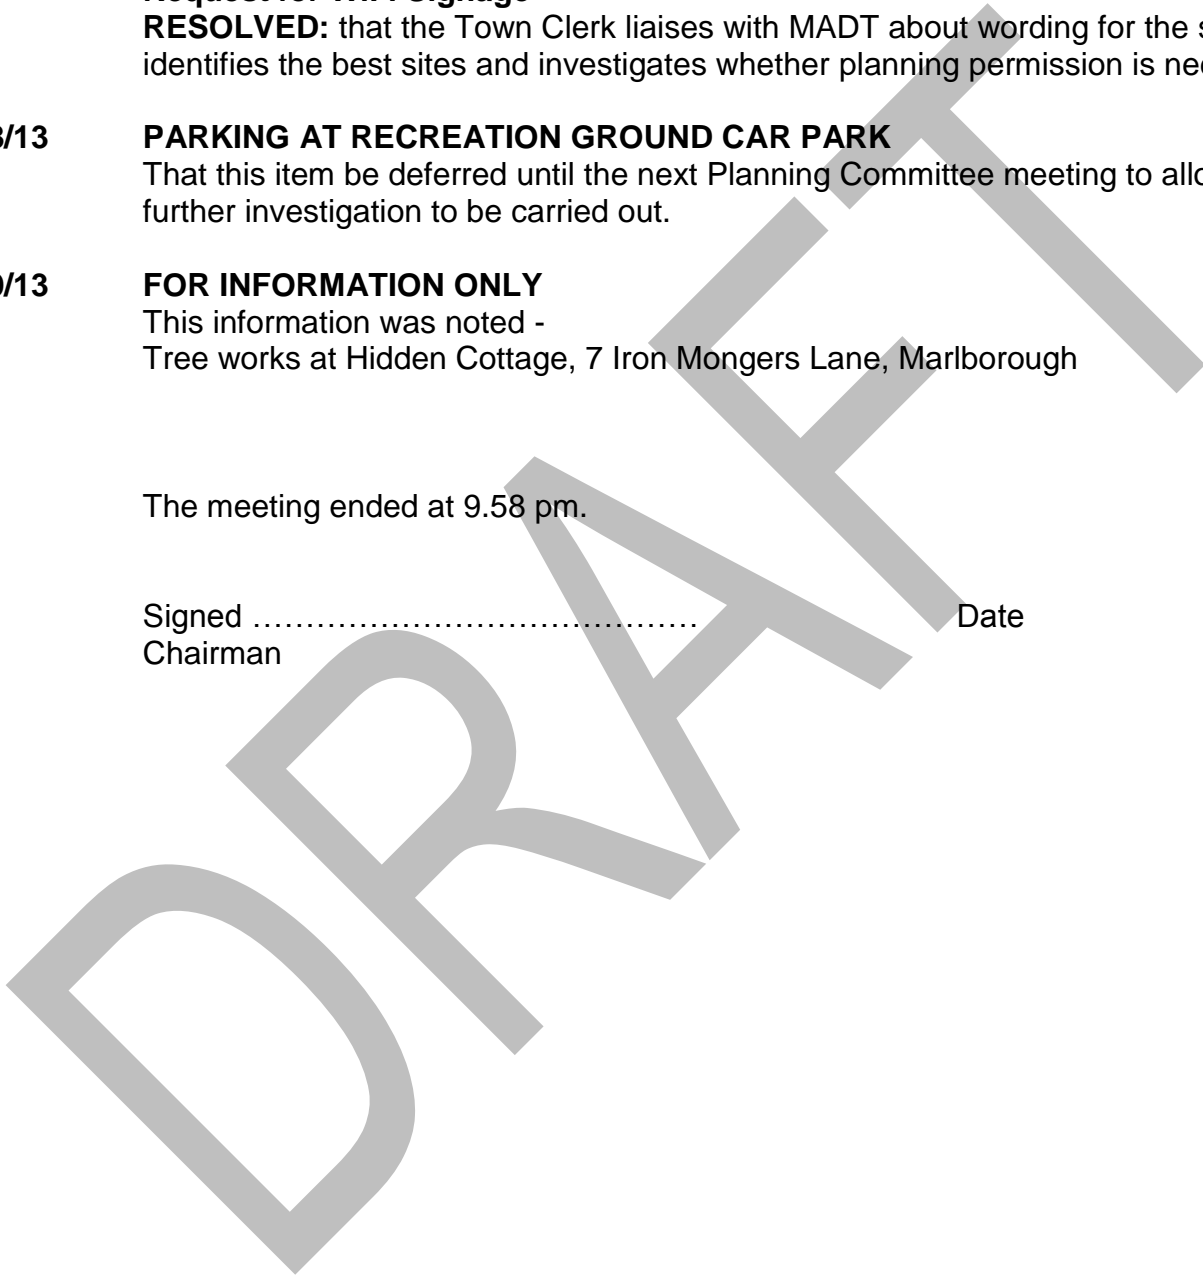 RESOLVED: that the Town Clerk liaises with MADT about wording for the
identifies the best sites and investigates whether planning permission is
/13 PARKING AT RECREATION GROUND CAR PARK
That this item be deferred until the next Planning Committee meeting to
further investigation to be carried out.
/13 FOR INFORMATION ONLY
This information was noted -
Tree works at Hidden Cottage, 7 Iron Mongers Lane, Marlborough
The meeting ended at 9.58 pm.
Signed …………………………………… Date
Chairman
DRAFT